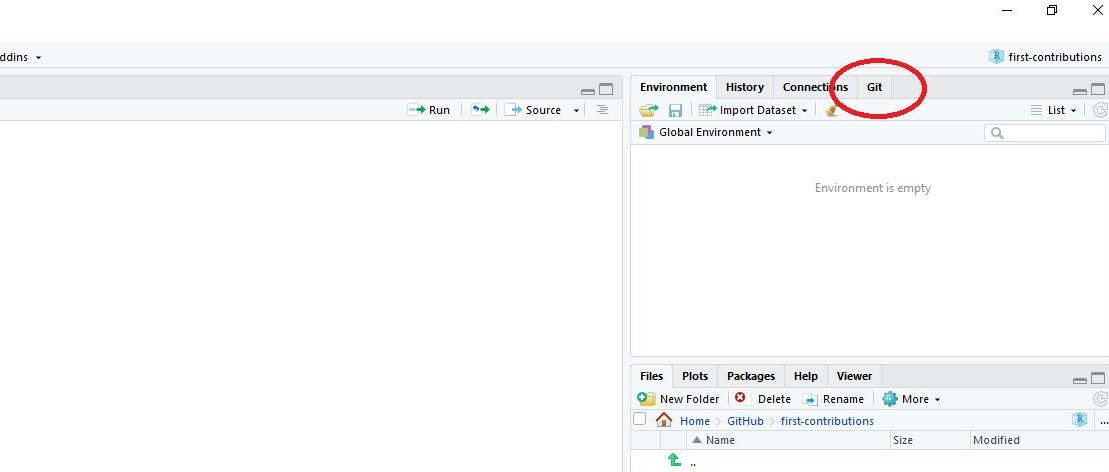 ddins
first-contributions
Environment History Connections Git
Run Source
Import Dataset List
Global Environment
Environment is empty
Files Plots Packages Help Viewer
New Folder Delete Rename More
Home GitHub first-contributions ...
Name Size Modified
..